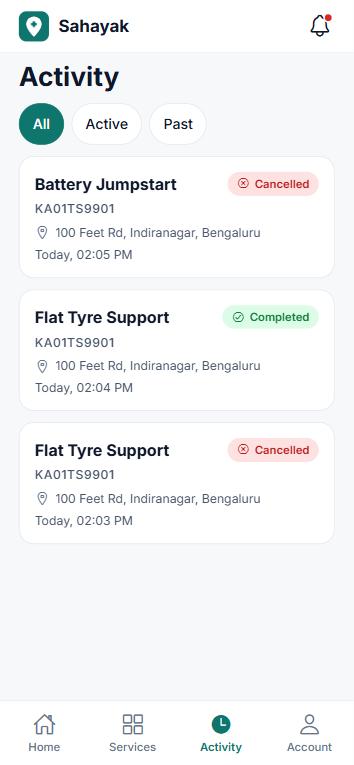 Sahayak
Activity
All
Active
Past
Battery Jumpstart
Cancelled
KA01TS9901
100 Feet Rd, Indiranagar, Bengaluru
Today, 02:05 PM
Flat Tyre Support
Completed
KA01TS9901
100 Feet Rd, Indiranagar, Bengaluru
Today, 02:04 PM
Flat Tyre Support
Cancelled
KA01TS9901
100 Feet Rd, Indiranagar, Bengaluru
Today, 02:03 PM
Home
Services
Activity
Account